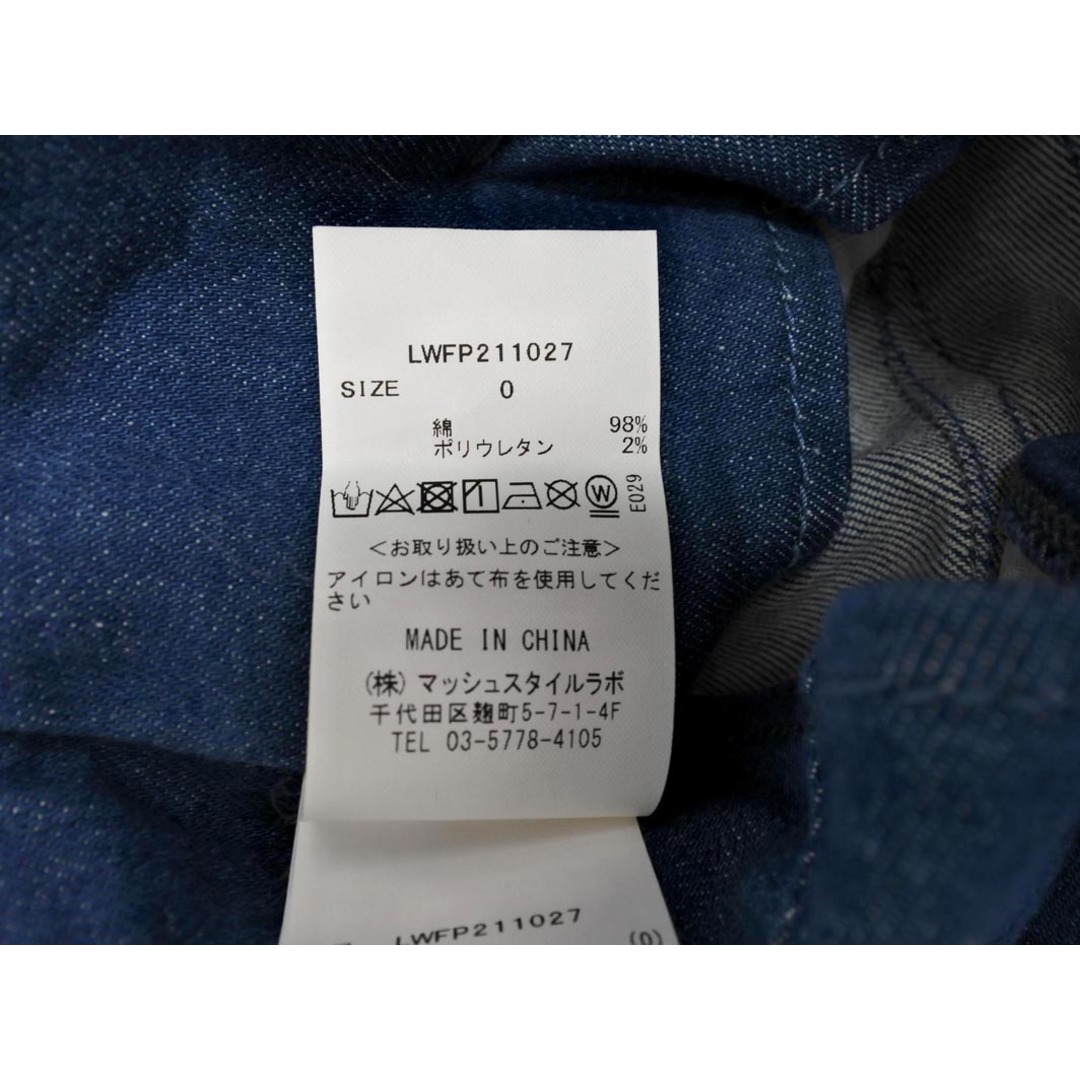 LWFP211027
SIZE 0
綿 98%
ポリウレタン 2%
W E029
<お取り扱い上のご注意>
アイロンはあて布を使用してくだ
さい
MADE IN CHINA
(株)マッシュスタイルラボ
千代田区麹町5-7-1-4F
TEL 03-5778-4105
LWFP211027
(0)